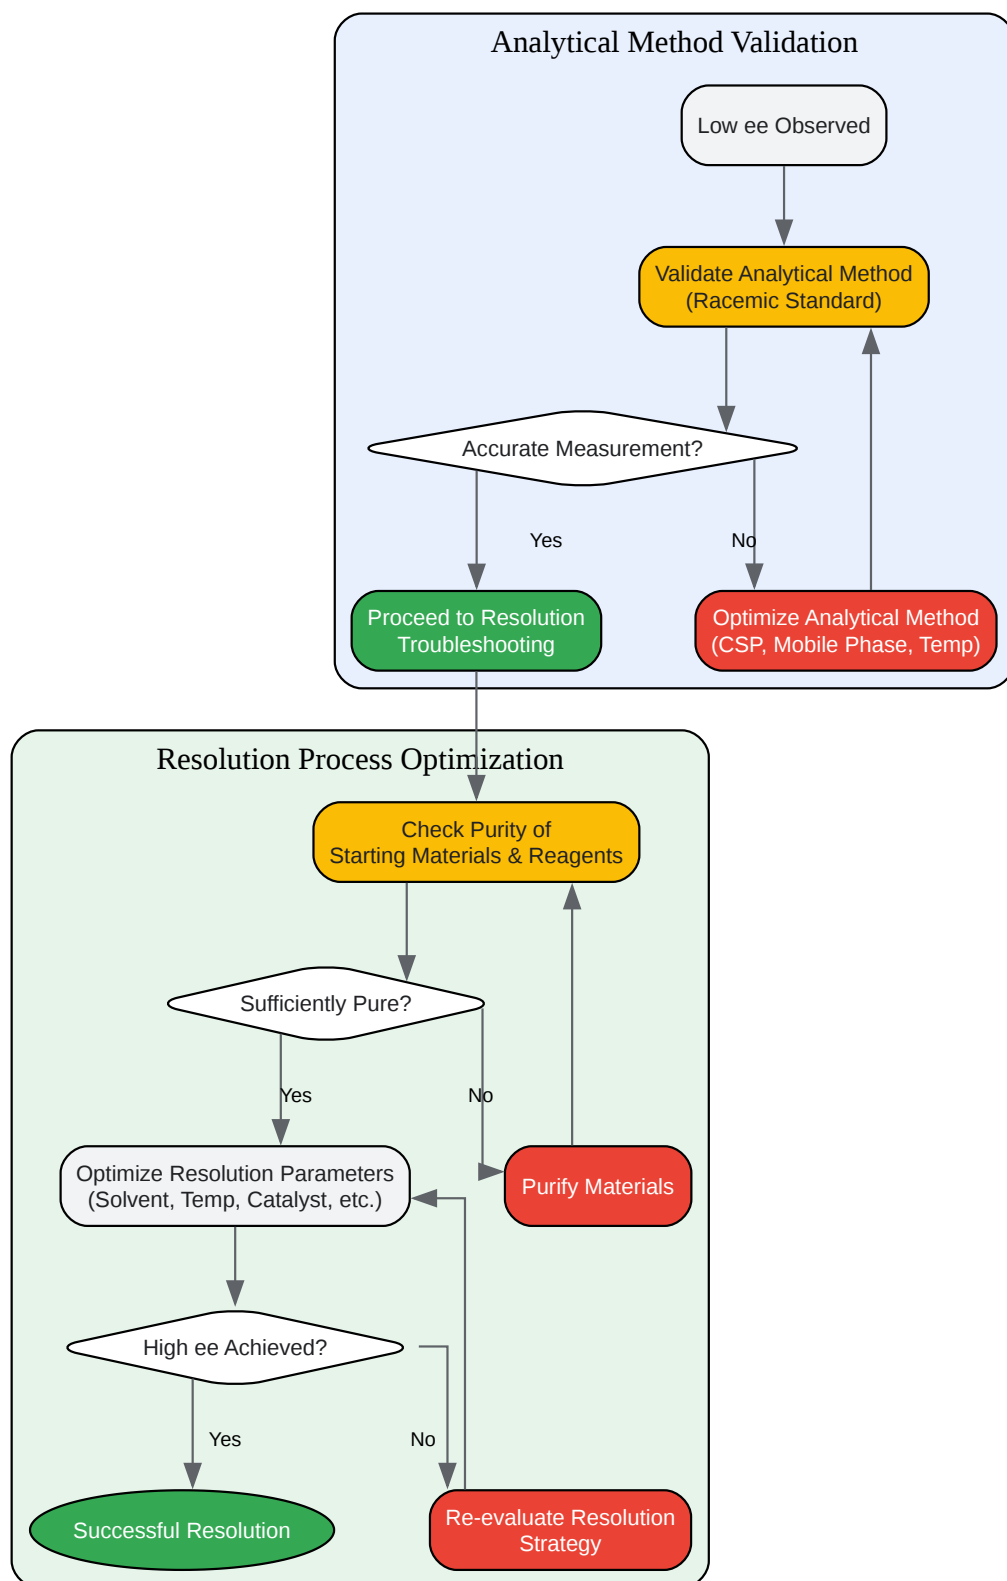 Analytical Method Validation
Low ee Observed
Validate Analytical Method
(Racemic Standard)
Accurate Measurement?
Yes
No
Proceed to Resolution
Troubleshooting
Optimize Analytical Method
(CSP, Mobile Phase, Temp)
Resolution Process Optimization
Check Purity of
Starting Materials & Reagents
Sufficiently Pure?
Yes
No
Optimize Resolution Parameters
(Solvent, Temp, Catalyst, etc.)
Purify Materials
High ee Achieved?
Yes
No
Successful Resolution
Re-evaluate Resolution
Strategy